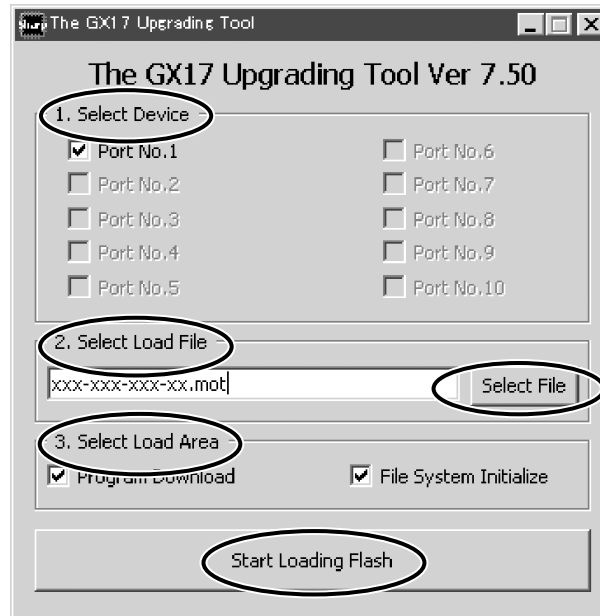 sharp The GX17 Upgrading Tool
The GX17 Upgrading Tool Ver 7.50
1. Select Device
Port No.1
Port No.6
Port No.2
Port No.7
Port No.3
Port No.8
Port No.4
Port No.9
Port No.5
Port No.10
2. Select Load File
xxx-xxx-xxx-xx.mot
Select File
3. Select Load Area
Program Download
File System Initialize
Start Loading Flash